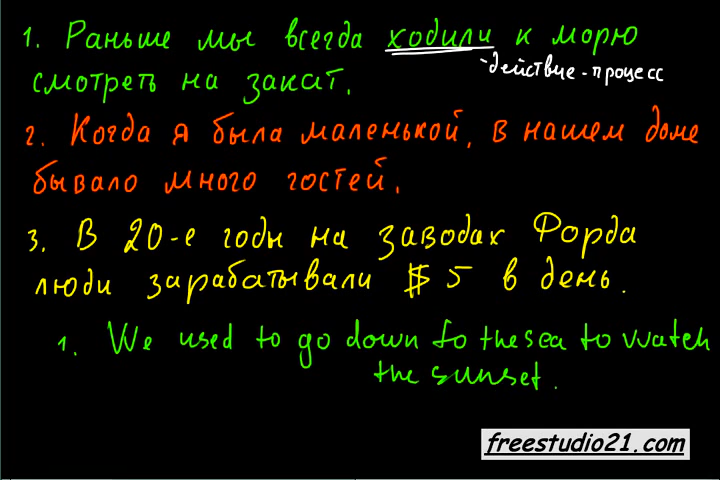 1. Раньше мы всегда ходили к морю
- действие - процесс
смотреть на закат.
2. Когда я была маленькой, в нашем доме
бывало много гостей.
3. В 20-е годы на заводах Форда
люди зарабатывали $5 в день.
1. We used to go down to the sea to watch
the sunset.
freestudio21.com